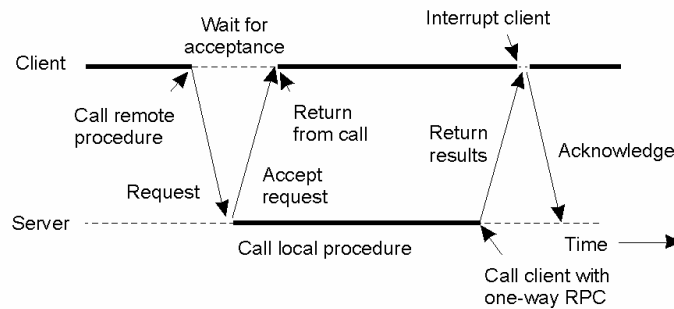 Interrupt client
Wait for
acceptance
Client
Call remote
procedure
Return
from call
Return
results
Acknowledge
Request
Accept
request
Server
Call local procedure
Time
Call client with
one-way RPC